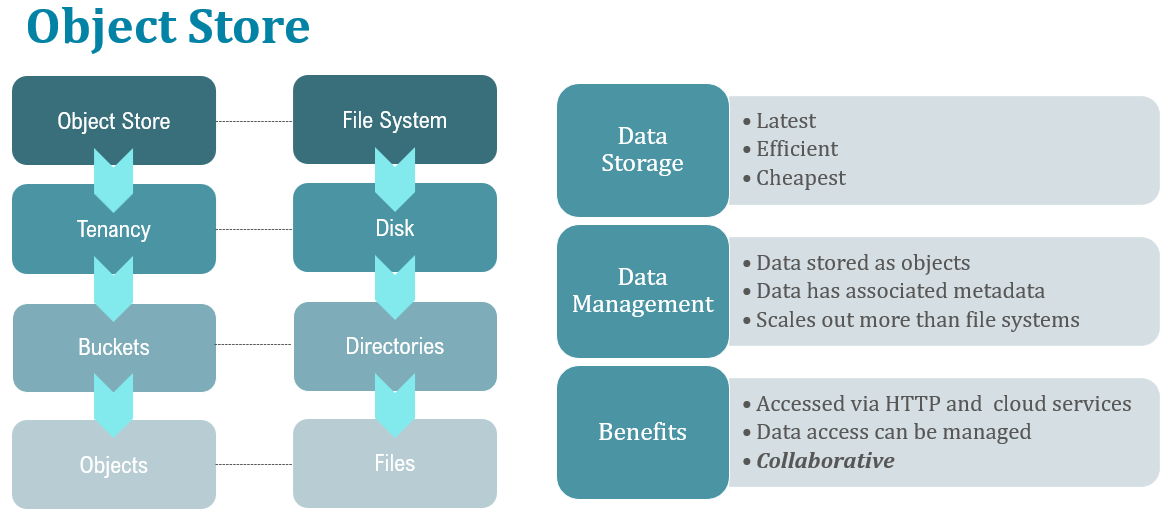 Object Store
Object Store
File System
Tenancy
Disk
Buckets
Directories
Objects
Files
Data
Storage
• Latest
• Efficient
• Cheapest
Data
Management
• Data stored as objects
• Data has associated metadata
• Scales out more than file systems
Benefits
• Accessed via HTTP and  cloud services
• Data access can be managed
• Collaborative